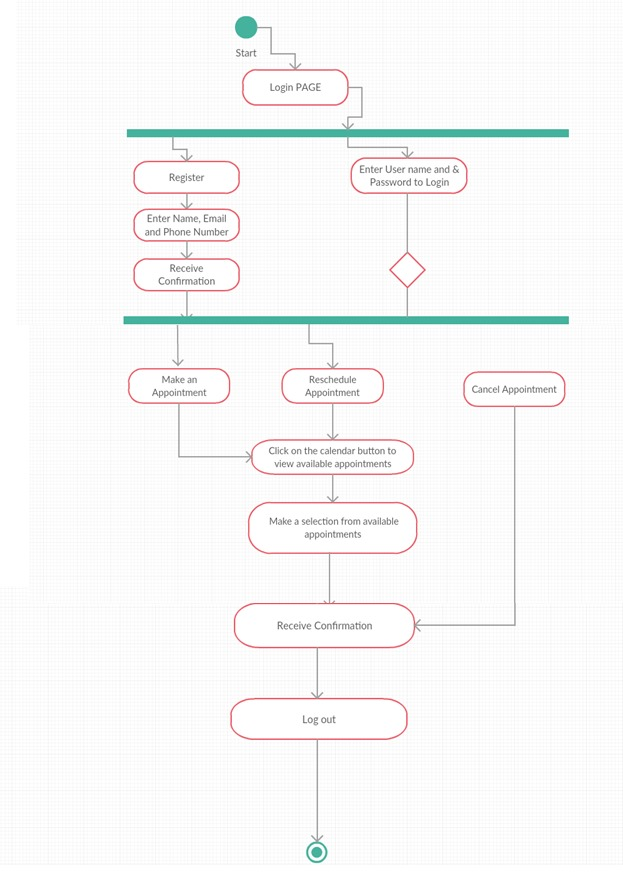 Start
Login PAGE
Register
Enter User name and &
Password to Login
Enter Name, Email
and Phone Number
Receive
Confirmation
Make an
Appointment
Reschedule
Appointment
Cancel Appointment
Click on the calendar button to
view available appointments
Make a selection from available
appointments
Receive Confirmation
Log out